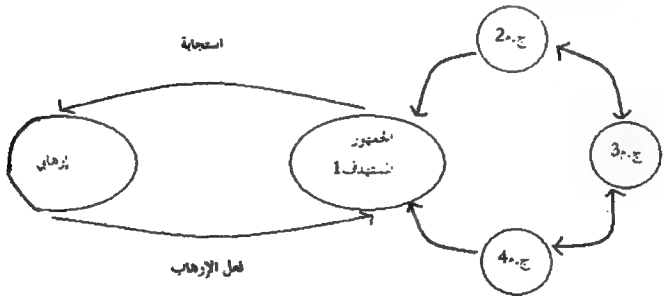 استجابة
ج.م2
الجمهور
المستهدف1
إرهابي
ج.م3
ج.م4
فعل الإرهاب